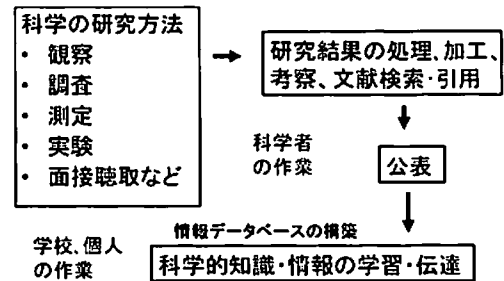 科学の研究方法
• 観察
• 調査
• 測定
• 実験
• 面接聴取など
研究結果の処理、加工、
考察、文献検索・引用
科学者
の作業
公表
情報データベースの構築
学校、個人
の作業
科学的知識・情報の学習・伝達